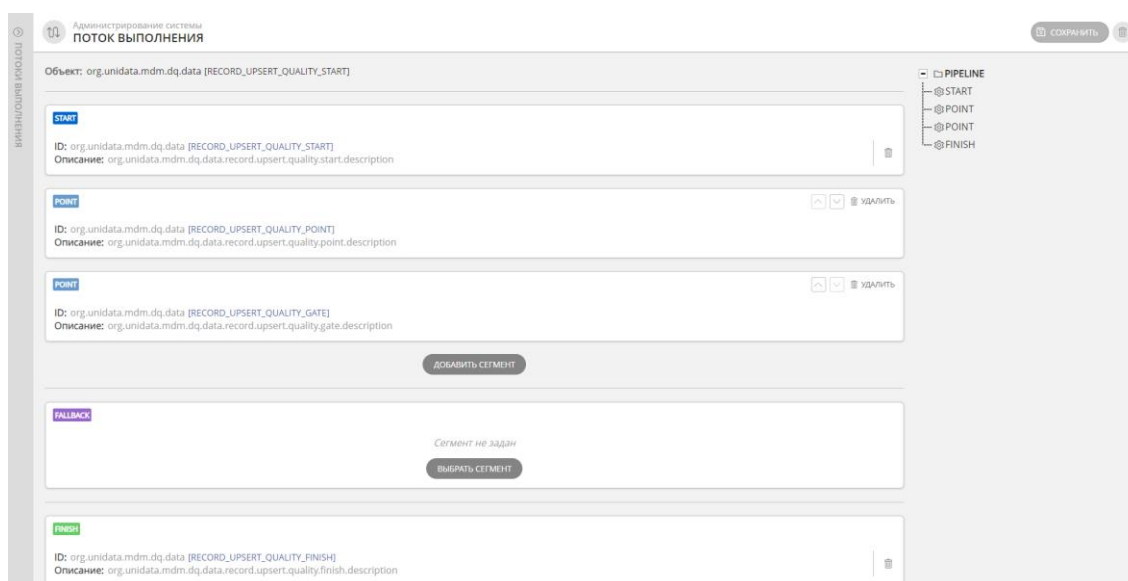 ПОТОКИ ВЫПОЛНЕНИЯ
Администрирование системы
ПОТОК ВЫПОЛНЕНИЯ
СОХРАНИТЬ
Объект: org.unidata.mdm.dq.data [RECORD_UPSERT_QUALITY_START]
START
ID: org.unidata.mdm.dq.data [RECORD_UPSERT_QUALITY_START]
Описание: org.unidata.mdm.dq.data.record.upsert.quality.start.description
POINT
УДАЛИТЬ
ID: org.unidata.mdm.dq.data [RECORD_UPSERT_QUALITY_POINT]
Описание: org.unidata.mdm.dq.data.record.upsert.quality.point.description
POINT
УДАЛИТЬ
ID: org.unidata.mdm.dq.data [RECORD_UPSERT_QUALITY_GATE]
Описание: org.unidata.mdm.dq.data.record.upsert.quality.gate.description
ДОБАВИТЬ СЕГМЕНТ
FALLBACK
Сегмент не задан
ВЫБРАТЬ СЕГМЕНТ
FINISH
ID: org.unidata.mdm.dq.data [RECORD_UPSERT_QUALITY_FINISH]
Описание: org.unidata.mdm.dq.data.record.upsert.quality.finish.description
PIPELINE
START
POINT
POINT
FINISH